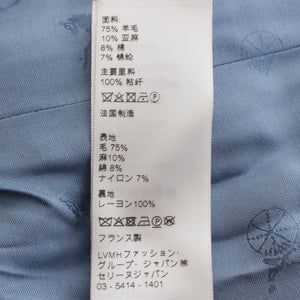 面料
75% 羊毛
10% 亚麻
8% 棉
7% 锦纶
主要里料
100% 粘纤
法国制造
表地
毛 75%
麻10%
綿 8%
ナイロン 7%
裏地
レーヨン100%
フランス製
LVMHファッション・
グループ・ジャパン㈱
セリーヌジャパン
03 - 5414 - 1401